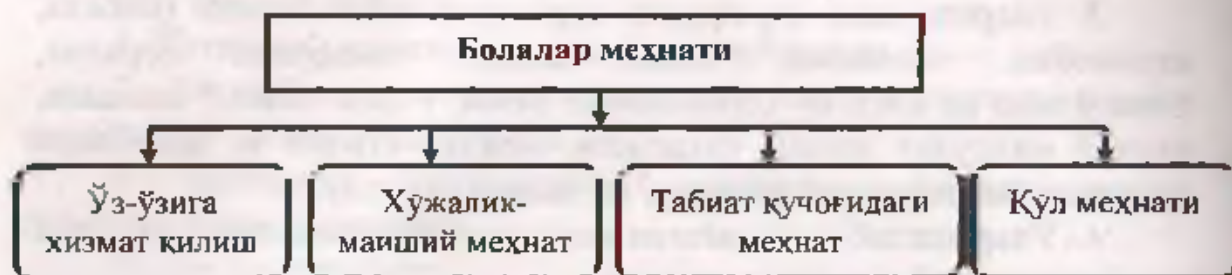 Болалар меҳнати
Ўз-ўзига
хизмат қилиш
Хўжалик-
маиший меҳнат
Табиат қучоғидаги
меҳнат
Қўл меҳнати